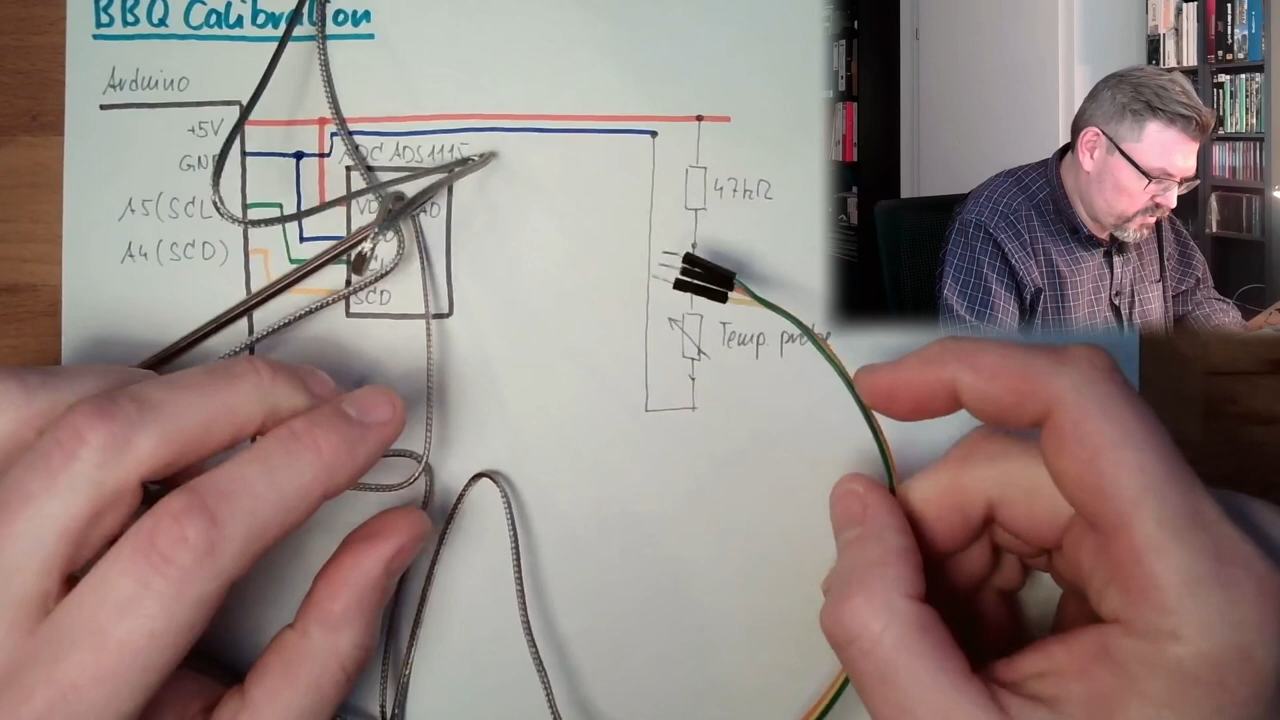 BBQ Calibration
Arduino
+5V
GND
ADC ADS1115
A5(SCL
A4(SCD)
SCD
47kΩ
Temp. probe